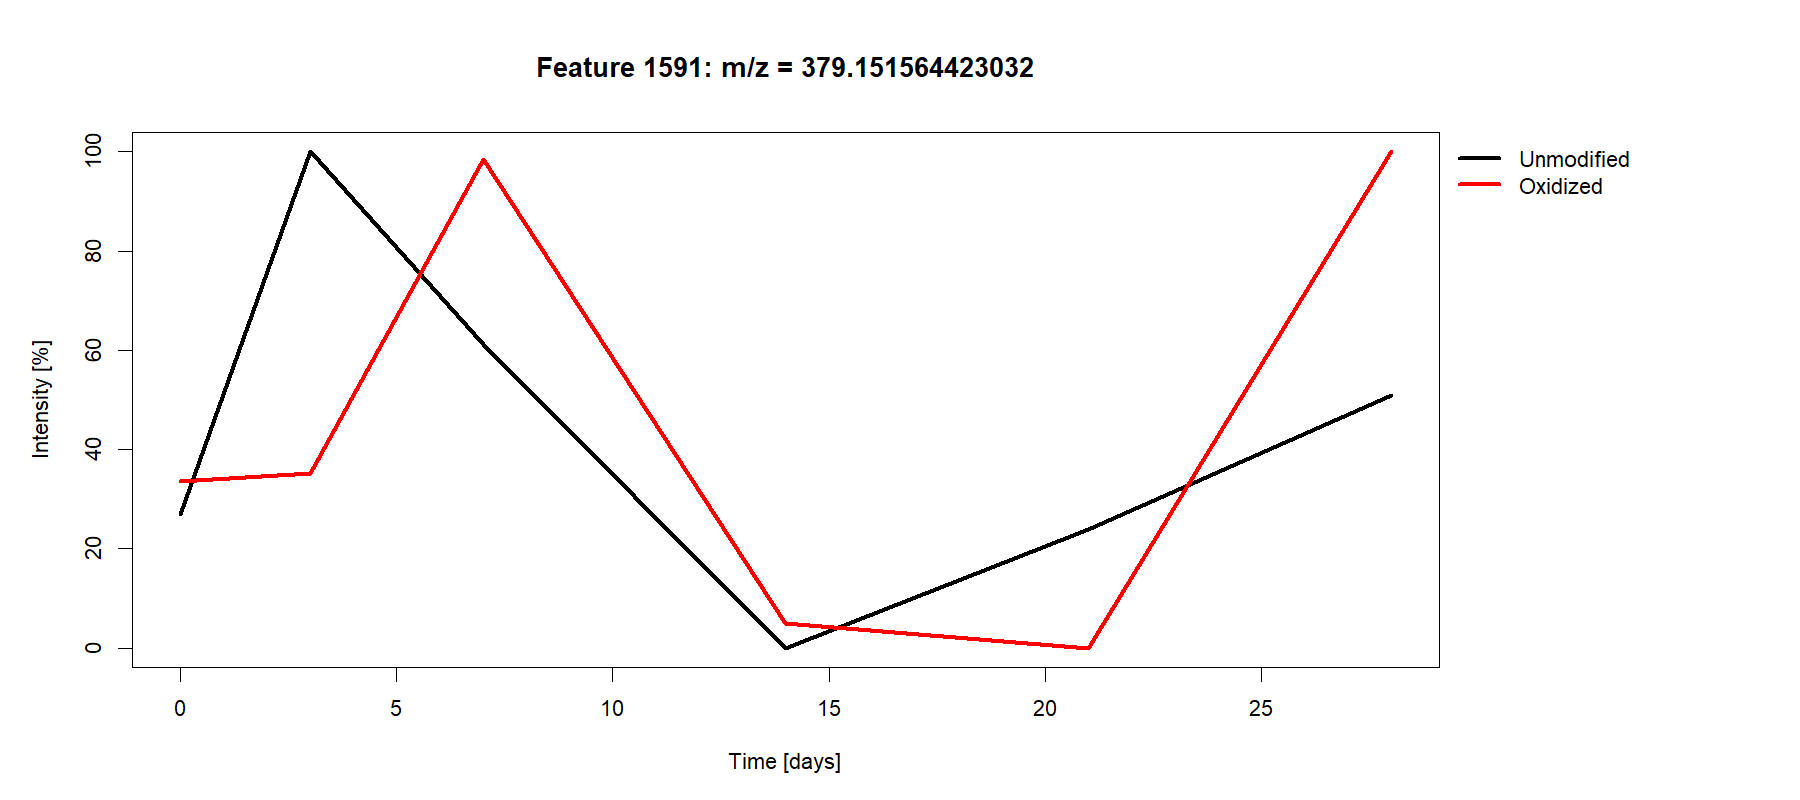 Feature 1591: m/z = 379.151564423032
Unmodified
Oxidized
Intensity [%]
100
80
60
40
20
0
0 5 10 15 20 25
Time [days]